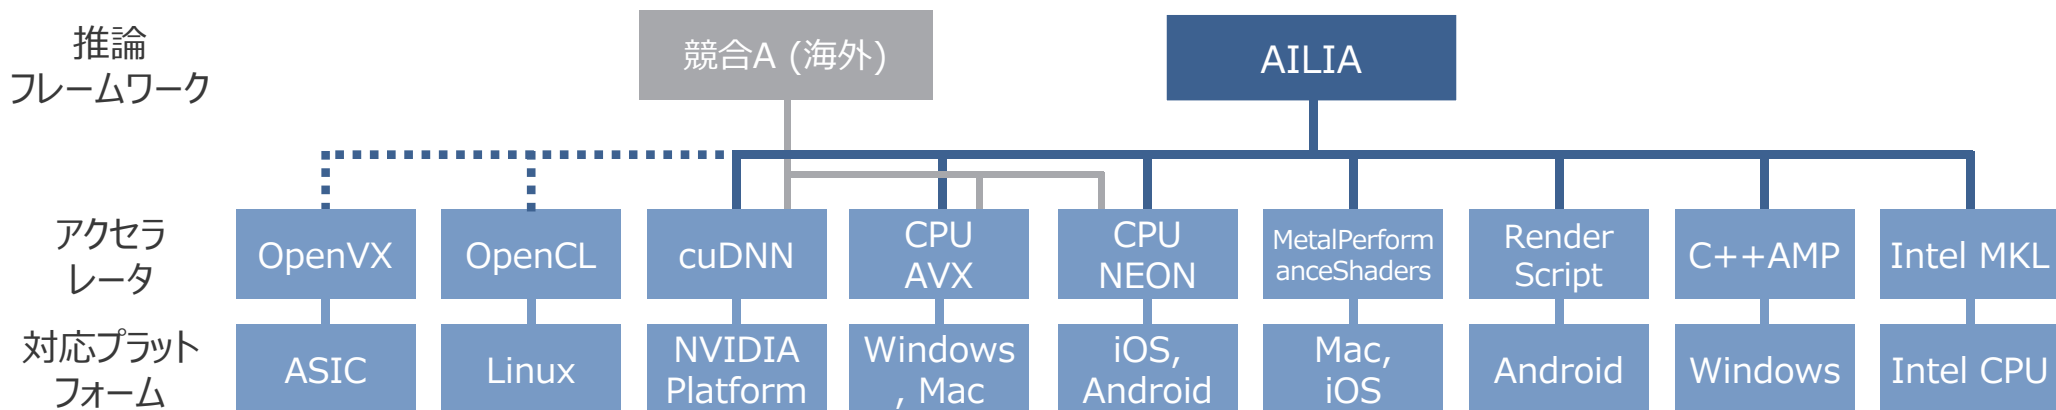 推論
フレームワーク
競合A (海外)
AILIA
アクセラ
レータ
OpenVX
OpenCL
cuDNN
CPU
AVX
CPU
NEON
MetalPerform
anceShaders
Render
Script
C++AMP
Intel MKL
対応プラット
フォーム
ASIC
Linux
NVIDIA
Platform
Windows
, Mac
iOS,
Android
Mac,
iOS
Android
Windows
Intel CPU